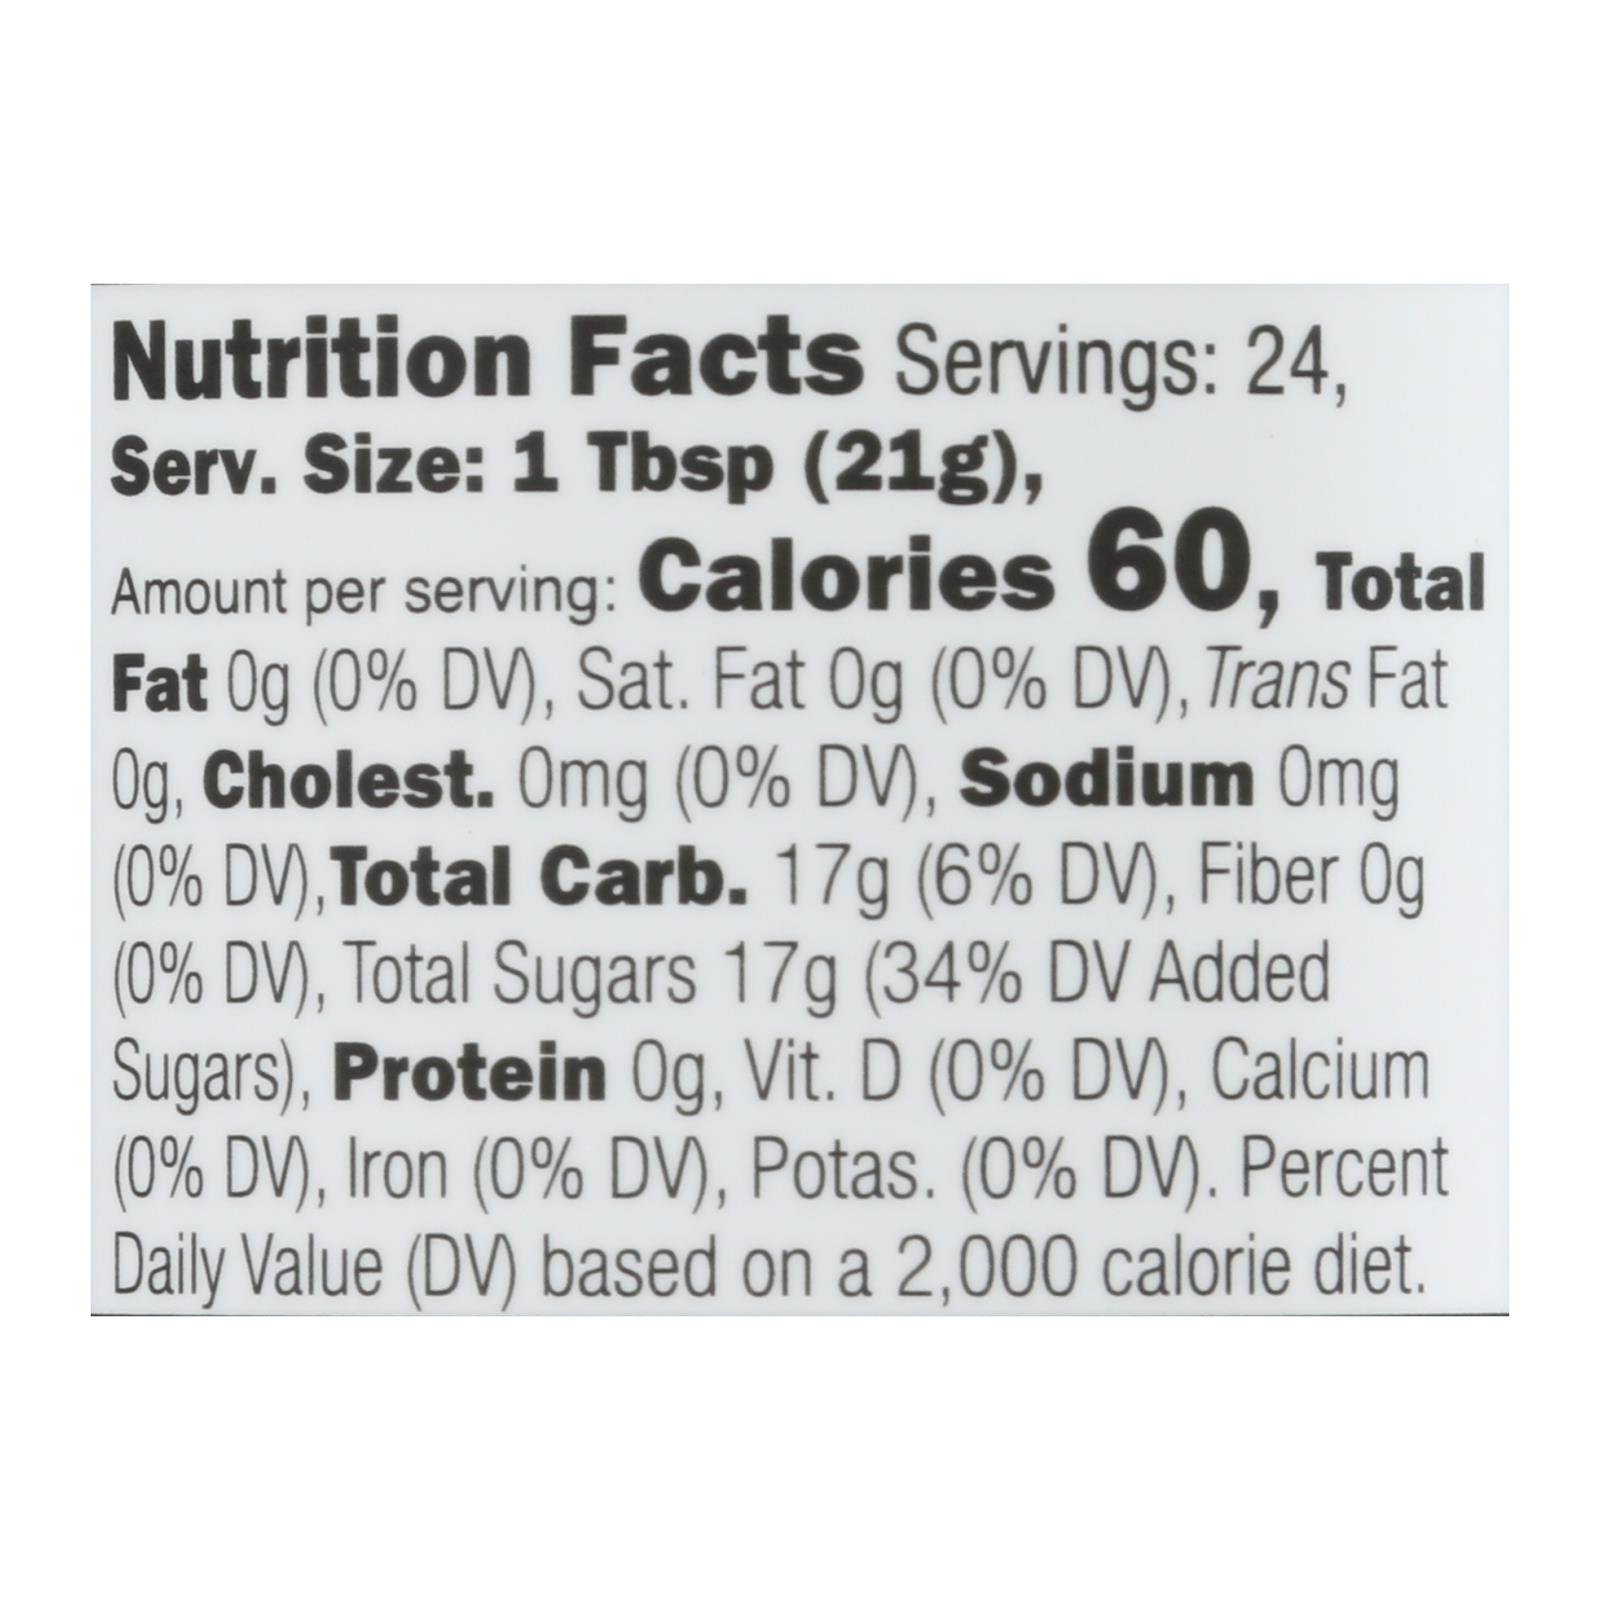 Nutrition Facts Servings: 24,
Serv. Size: 1 Tbsp (21g),
Amount per serving: Calories 60, Total
Fat 0g (0% DV), Sat. Fat 0g (0% DV), Trans Fat
0g, Cholest. 0mg (0% DV), Sodium 0mg
(0% DV), Total Carb. 17g (6% DV), Fiber 0g
(0% DV), Total Sugars 17g (34% DV Added
Sugars), Protein 0g, Vit. D (0% DV), Calcium
(0% DV), Iron (0% DV), Potas. (0% DV). Percent
Daily Value (DV) based on a 2,000 calorie diet.